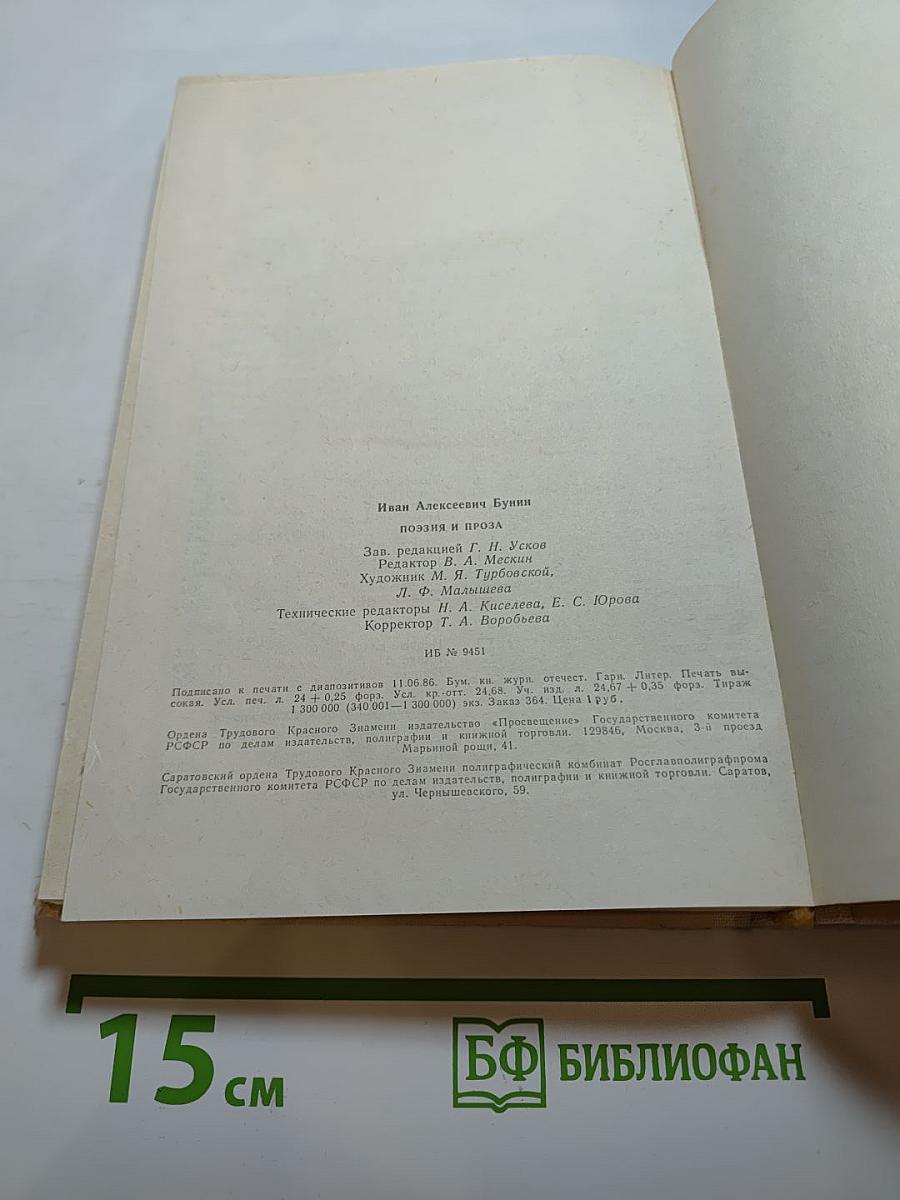 Иван Алексеевич Бунин
ПОЭЗИЯ И ПРОЗА
Зав. редакцией Г. Н. Усков
Редактор В. А. Мескин
Художник М. Я. Турбовской,
Л. Ф. Малышева
Технические редакторы Н. А. Киселева, Е. С. Юрова
Корректор Т. А. Воробьева
ИБ № 9451
Подписано к печати с диапозитивов 11.06.86. Бум. кн. журн. отечест. Гарн. Литер. Печать вы-
сокая. Усл. печ. л. 24 + 0,25 форз. Усл. кр.-отт. 24,68. Уч. изд. л. 24,67 + 0,35 форз. Тираж
1 300 000 (340 001—1 300 000) экз. Заказ 364. Цена 1 руб.
Ордена Трудового Красного Знамени издательство «Просвещение» Государственного комитета
РСФСР по делам издательств, полиграфии и книжной торговли. 129846, Москва, 3-й проезд
Марьиной рощи, 41.
Саратовский ордена Трудового Красного Знамени полиграфический комбинат Росглавполиграфпрома
Государственного комитета РСФСР по делам издательств, полиграфии и книжной торговли. Саратов,
ул. Чернышевского, 59.
15 см
БФ БИБЛИОФАН